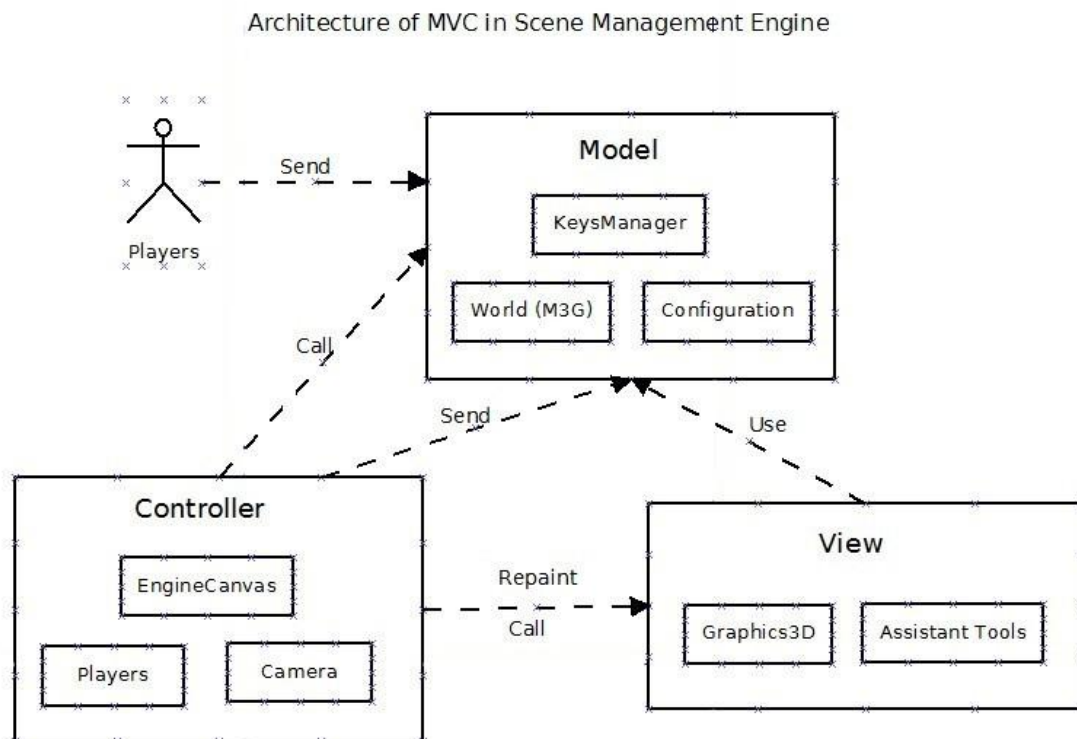 Architecture of MVC in Scene Management Engine
Players
Send
Model
KeysManager
World (M3G)
Configuration
Call
Send
Use
Controller
EngineCanvas
Players
Camera
Repaint
Call
View
Graphics3D
Assistant Tools